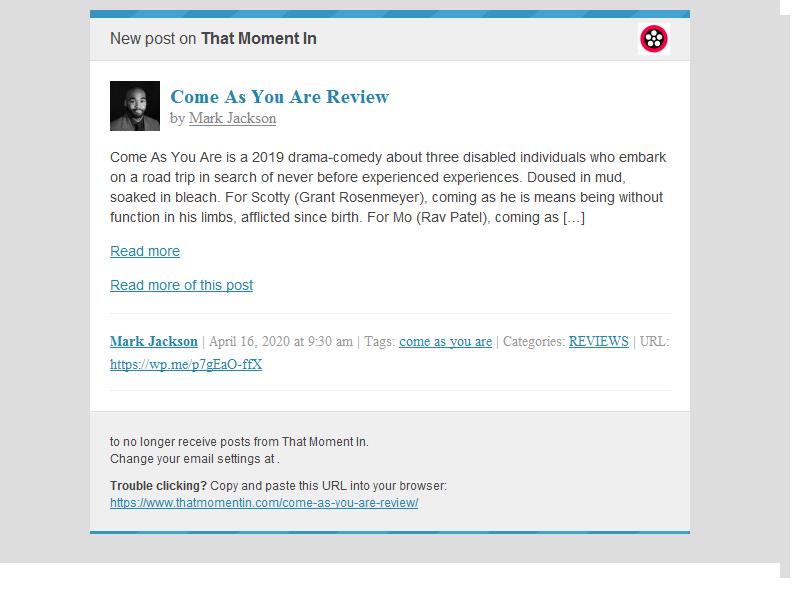 New post on That Moment In
Come As You Are Review
by Mark Jackson
Come As You Are is a 2019 drama-comedy about three disabled individuals who embark
on a road trip in search of never before experienced experiences. Doused in mud,
soaked in bleach. For Scotty (Grant Rosenmeyer), coming as he is means being without
function in his limbs, afflicted since birth. For Mo (Rav Patel), coming as […]
Read more
Read more of this post
Mark Jackson | April 16, 2020 at 9:30 am | Tags: come as you are | Categories: REVIEWS | URL:
https://wp.me/p7gEaO-ffX
to no longer receive posts from That Moment In.
Change your email settings at .
Trouble clicking? Copy and paste this URL into your browser:
https://www.thatmomentin.com/come-as-you-are-review/